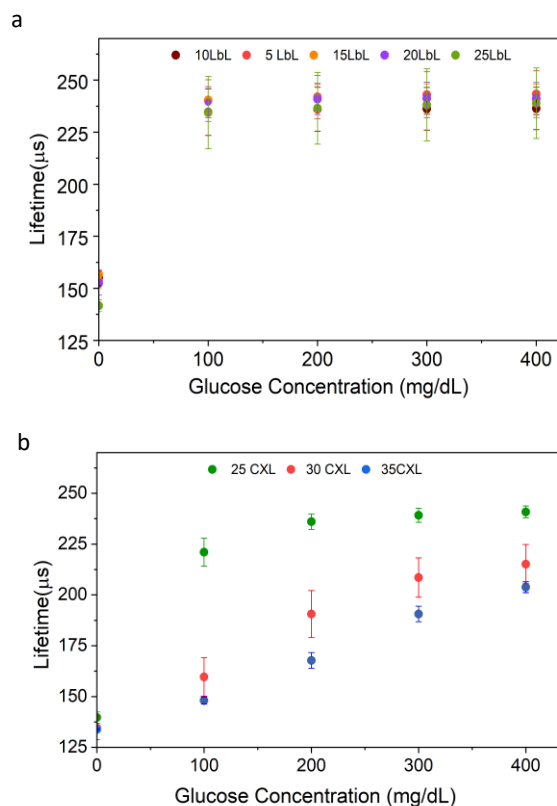 a
10LbL 5 LbL 15LbL 20LbL 25LbL
250
225
200
175
150
125
Lifetime(μs)
0 100 200 300 400
Glucose Concentration (mg/dL)
b
25 CXL 30 CXL 35CXL
250
225
200
175
150
125
Lifetime(μs)
0 100 200 300 400
Glucose Concentration (mg/dL)